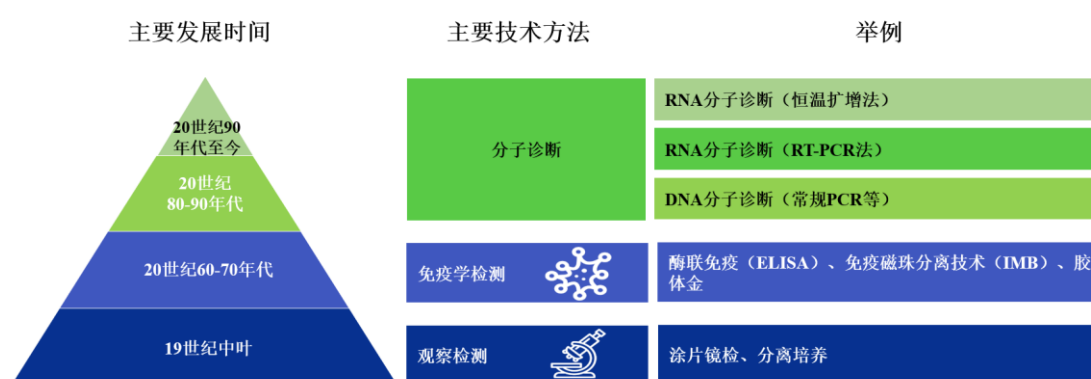 主要发展时间
主要技术方法
举例
20世纪90
年代至今
20世纪
80-90年代
20世纪60-70年代
19世纪中叶
分子诊断
免疫学检测
观察检测
RNA分子诊断（恒温扩增法）
RNA分子诊断（RT-PCR法）
DNA分子诊断（常规PCR等）
酶联免疫（ELISA）、免疫磁珠分离技术（IMB）、胶
体金
涂片镜检、分离培养